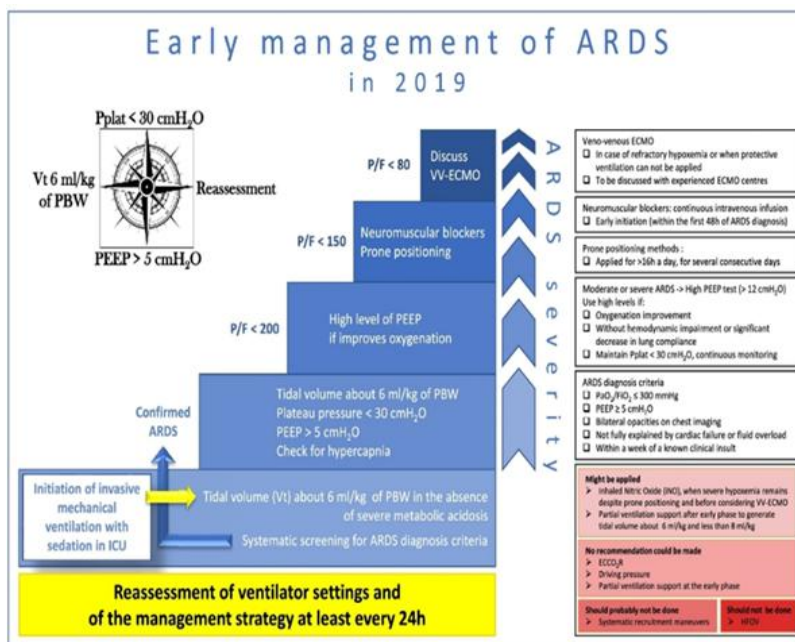 Early management of ARDS
in 2019
Pplat < 30 cmH₂O
Vt 6 ml/kg
of PBW
Reassessment
PEEP > 5 cmH₂O
P/F < 80
Discuss
VV-ECMO
P/F < 150
Neuromuscular blockers
Prone positioning
P/F < 200
High level of PEEP
if improves oxygenation
Confirmed
ARDS
Tidal volume about 6 ml/kg of PBW
Plateau pressure < 30 cmH₂O
PEEP > 5 cmH₂O
Check for hypercapnia
Initiation of invasive
mechanical
ventilation with
sedation in ICU
Tidal volume (Vt) about 6 ml/kg of PBW in the absence
of severe metabolic acidosis
Systematic screening for ARDS diagnosis criteria
Reassessment of ventilator settings and
of the management strategy at least every 24h
ARDS severity
Veno-venous ECMO
❑ In case of refractory hypoxemia or when protective
ventilation can not be applied
❑ To be discussed with experienced ECMO centres
Neuromuscular blockers: continuous intravenous infusion
❑ Early initiation (within the first 48h of ARDS diagnosis)
Prone positioning methods :
❑ Applied for >16h a day, for several consecutive days
Moderate or severe ARDS -> High PEEP test (> 12 cmH₂O)
Use high levels if:
❑ Oxygenation improvement
❑ Without hemodynamic impairment or significant
decrease in lung compliance
❑ Maintain Pplat < 30 cmH₂O, continuous monitoring
ARDS diagnosis criteria
❑ PaO₂/FiO₂ ≤ 300 mmHg
❑ PEEP ≥ 5 cmH₂O
❑ Bilateral opacities on chest imaging
❑ Not fully explained by cardiac failure or fluid overload
❑ Within a week of a known clinical insult
Might be applied
➢ Inhaled Nitric Oxide (iNO), when severe hypoxemia remains
despite prone positioning and before considering VV-ECMO
➢ Partial ventilation support after early phase to generate
tidal volume about 6 ml/kg and less than 8 ml/kg
No recommendation could be made
➢ ECCO₂R
➢ Driving pressure
➢ Partial ventilation support at the early phase
Should probably not be done
➢ Systematic recruitment maneuvers
Should not be done
➢ HFOV